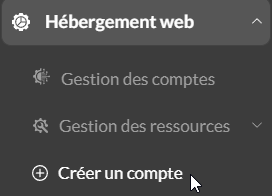 Hébergement web
Gestion des comptes
Gestion des ressources
Créer un compte